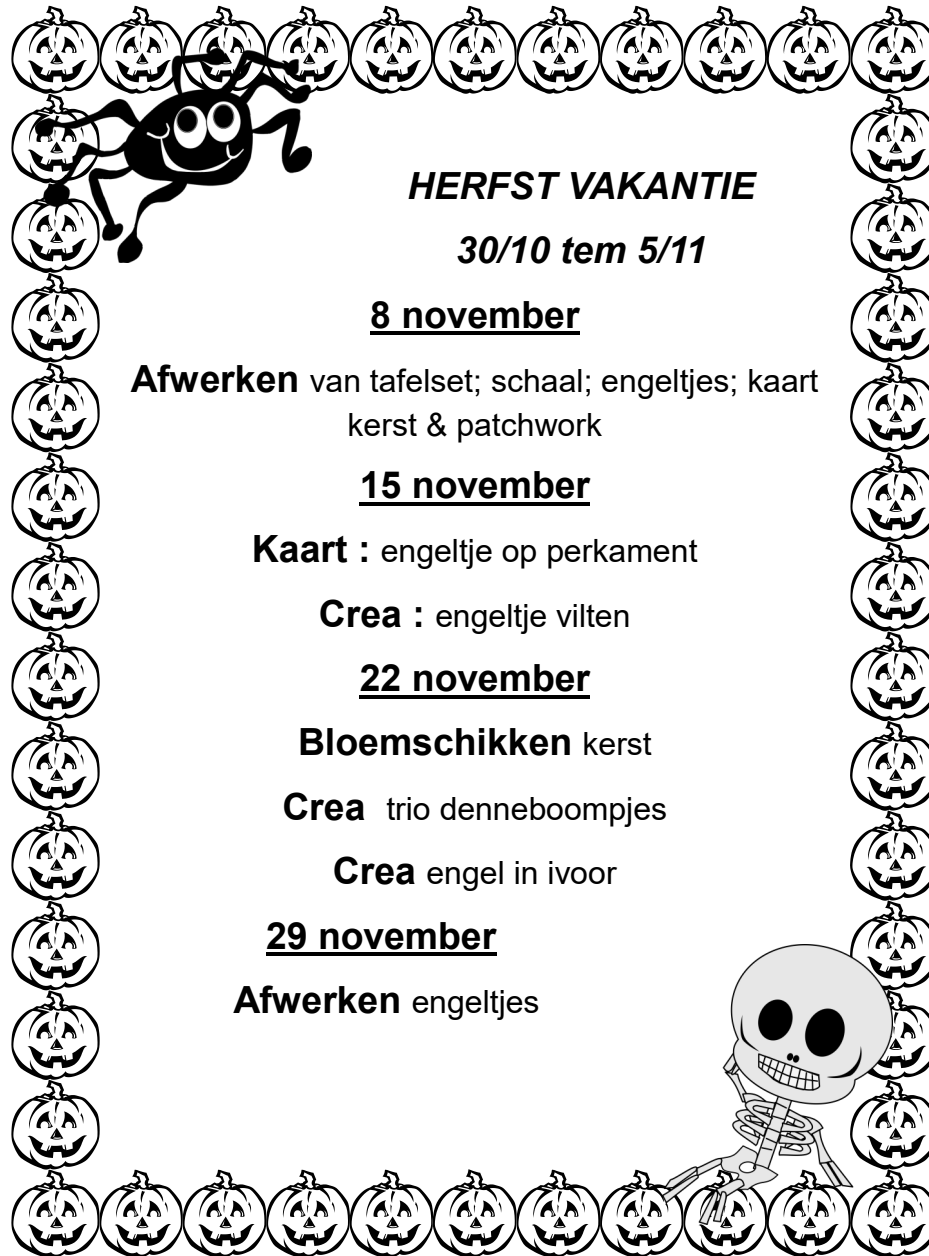 HERFST VAKANTIE
30/10 tem 5/11
8 november
Afwerken van tafelset; schaal; engeltjes; kaart
kerst & patchwork
15 november
Kaart : engeltje op perkament
Crea : engeltje vilten
22 november
Bloemschikken kerst
Crea trio denneboompjes
Crea engel in ivoor
29 november
Afwerken engeltjes